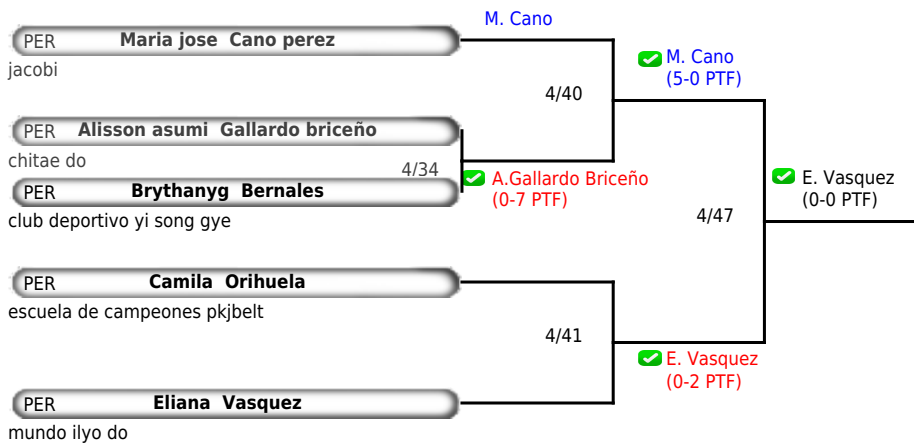 M. Cano
PER Maria jose Cano perez
jacobi
M. Cano
(5-0 PTF)
4/40
PER Alisson asumi Gallardo briceño
chitae do
4/34
A.Gallardo Briceño
(0-7 PTF)
PER Brythanyg Bernales
club deportivo yi song gye
E. Vasquez
(0-0 PTF)
4/47
PER Camila Orihuela
escuela de campeones pkjbelt
4/41
E. Vasquez
(0-2 PTF)
PER Eliana Vasquez
mundo ilyo do